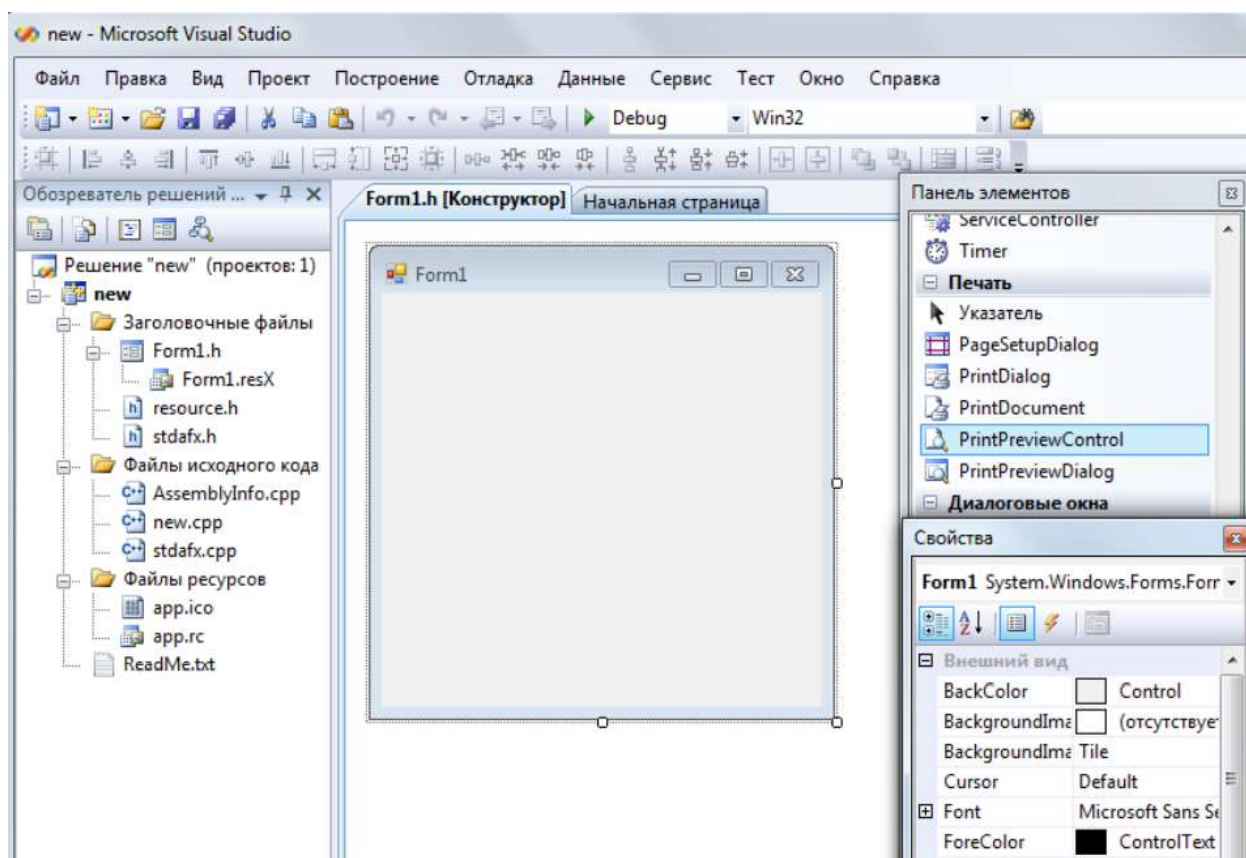 new - Microsoft Visual Studio
Файл Правка Вид Проект Построение Отладка Данные Сервис Тест Окно Справка
Debug Win32
Обозреватель решений ...
Решение "new" (проектов: 1)
new
Заголовочные файлы
Form1.h
Form1.resX
resource.h
stdafx.h
Файлы исходного кода
AssemblyInfo.cpp
new.cpp
stdafx.cpp
Файлы ресурсов
app.ico
app.rc
ReadMe.txt
Form1.h [Конструктор] Начальная страница
Form1
Панель элементов
ServiceController
Timer
Печать
Указатель
PageSetupDialog
PrintDialog
PrintDocument
PrintPreviewControl
PrintPreviewDialog
Диалоговые окна
Свойства
Form1 System.Windows.Forms.Forr
Внешний вид
BackColor Control
BackgroundIma (отсутствует
BackgroundIma Tile
Cursor Default
Font Microsoft Sans Se
ForeColor ControlText